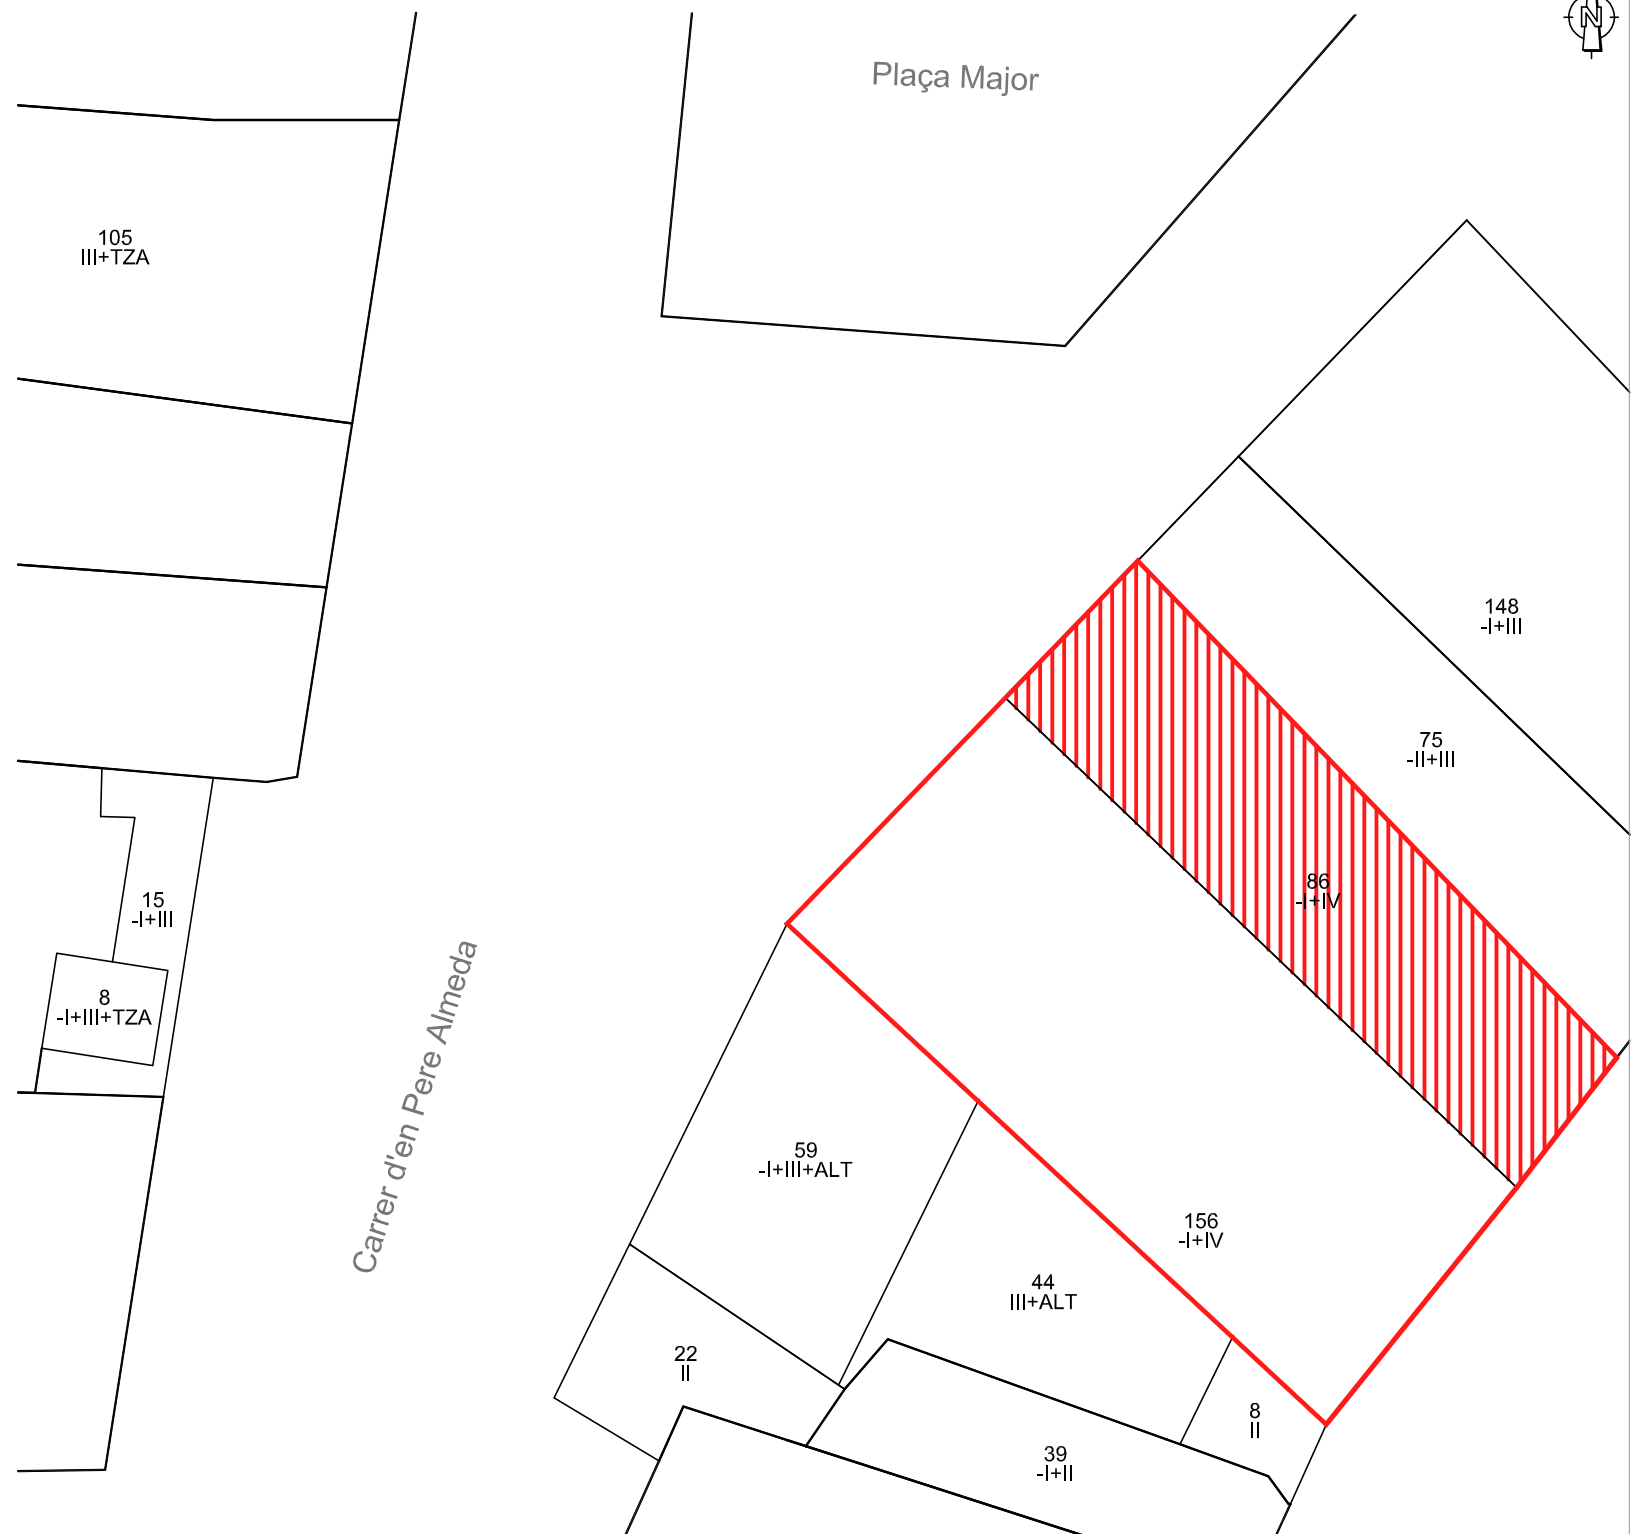 N
Plaça Major
105
III+TZA
148
-I+III
75
-II+III
86
-I+IV
15
-I+III
8
-I+III+TZA
Carrer d'en Pere Almeda
59
-I+III+ALT
156
-I+IV
44
III+ALT
22
II
8
II
39
-I+II